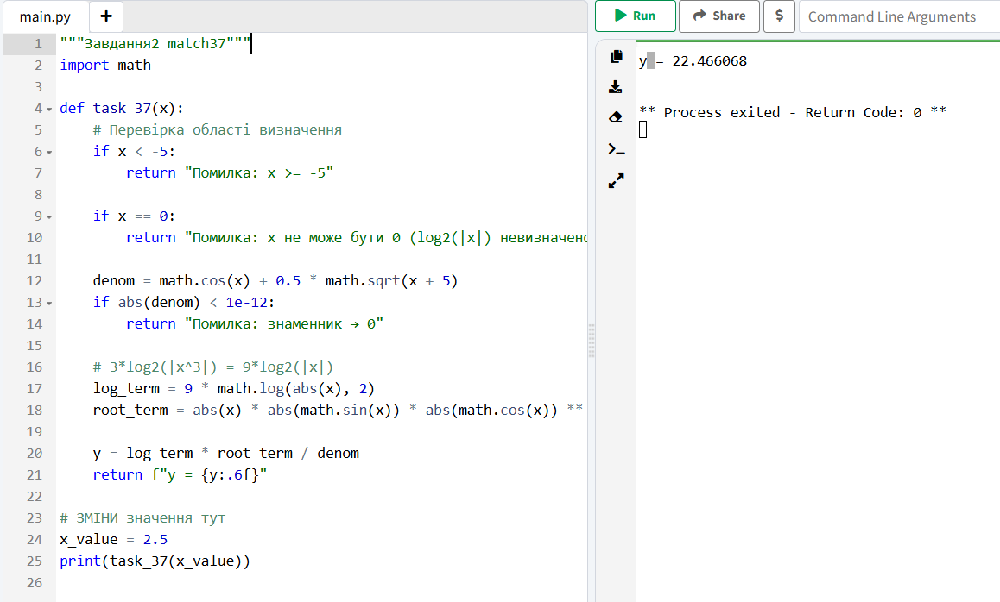 main.py
+
Run
Share
$
Command Line Arguments
1 """Завдання2 match37"""
2 import math
3
4 def task_37(x):
5 # Перевірка області визначення
6 if x < -5:
7 return "Помилка: x >= -5"
8
9 if x == 0:
10 return "Помилка: x не може бути 0 (log2(|x|) невизначено
11
12 denom = math.cos(x) + 0.5 * math.sqrt(x + 5)
13 if abs(denom) < 1e-12:
14 return "Помилка: знаменник → 0"
15
16 # 3*log2(|x^3|) = 9*log2(|x|)
17 log_term = 9 * math.log(abs(x), 2)
18 root_term = abs(x) * abs(math.sin(x)) * abs(math.cos(x)) **
19
20 y = log_term * root_term / denom
21 return f"y = {y:.6f}"
22
23 # ЗМІНИ значення тут
24 x_value = 2.5
25 print(task_37(x_value))
26
y = 22.466068
** Process exited - Return Code: 0 **